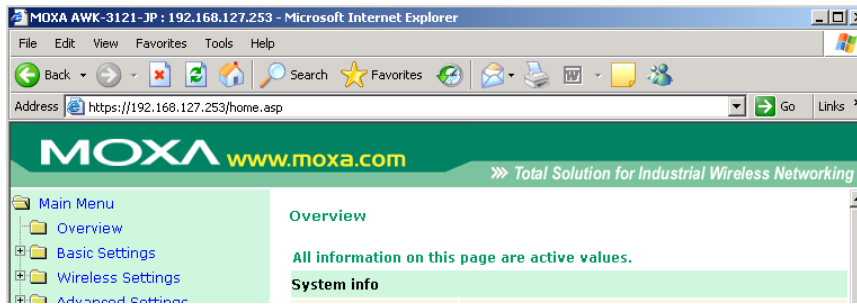 MOXA AWK-3121-JP : 192.168.127.253 - Microsoft Internet Explorer
File Edit View Favorites Tools Help
Back Search Favorites
Address https://192.168.127.253/home.asp Go Links »
MOXA www.moxa.com
Total Solution for Industrial Wireless Networking
Main Menu
Overview
Basic Settings
Wireless Settings
Advanced Settings
Overview
All information on this page are active values.
System info